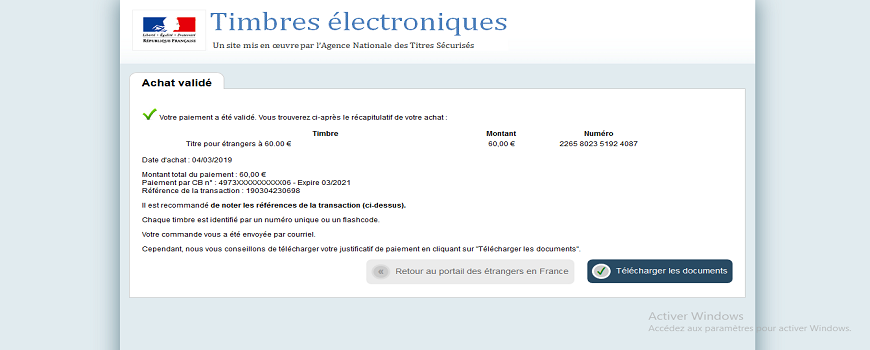 Timbres électroniques
Liberté • Égalité • Fraternité
RÉPUBLIQUE FRANÇAISE
Un site mis en œuvre par l'Agence Nationale des Titres Sécurisés
Achat validé
Votre paiement a été validé. Vous trouverez ci-après le récapitulatif de votre achat :
Timbre Montant Numéro
Titre pour étrangers à 60.00 € 60,00 € 2265 8023 5192 4087
Date d'achat : 04/03/2019
Montant total du paiement : 60,00 €
Paiement par CB n° : 4973XXXXXXXXXX06 - Expire 03/2021
Référence de la transaction : 190304230698
Il est recommandé de noter les références de la transaction (ci-dessus).
Chaque timbre est identifié par un numéro unique ou un flashcode.
Votre commande vous a été envoyée par courriel.
Cependant, nous vous conseillons de télécharger votre justificatif de paiement en cliquant sur "Télécharger les documents".
Retour au portail des étrangers en France Télécharger les documents
Activer Windows
Accédez aux paramètres pour activer Windows.